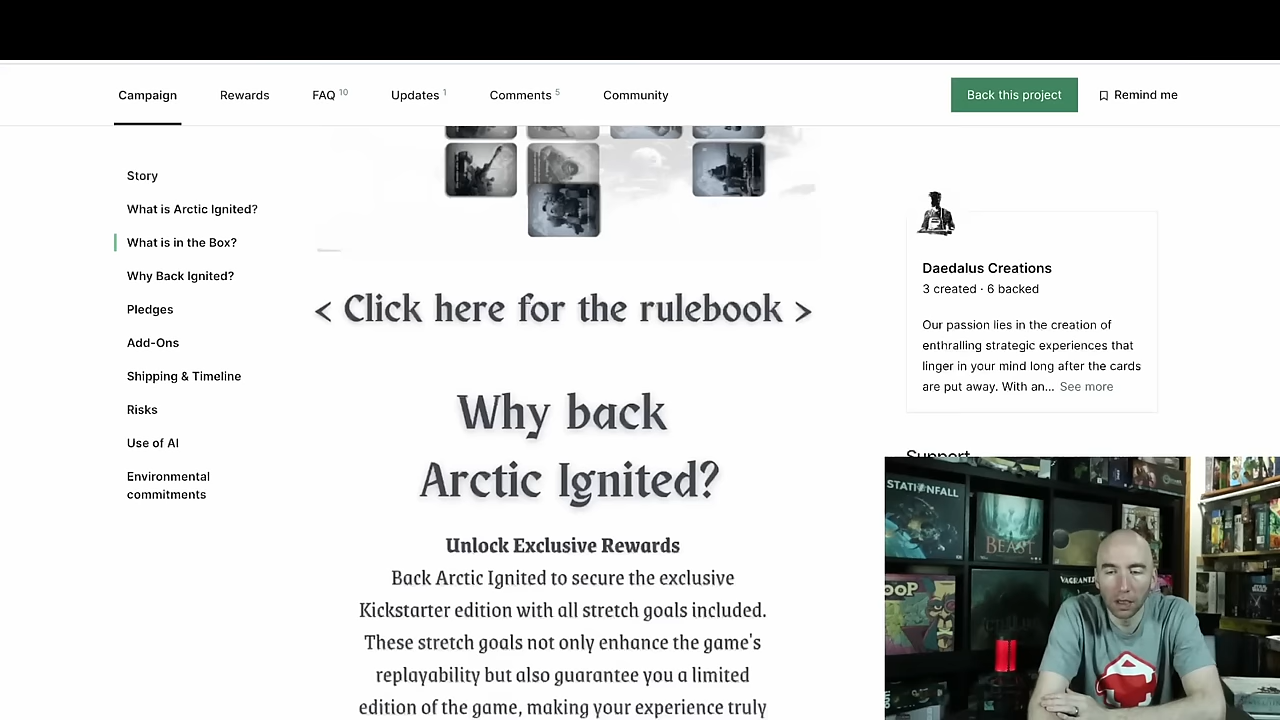 Campaign
Rewards
FAQ 10
Updates 1
Comments 5
Community
Back this project
Remind me
Story
What is Arctic Ignited?
What is in the Box?
Why Back Ignited?
Pledges
Add-Ons
Shipping & Timeline
Risks
Use of AI
Environmental
commitments
< Click here for the rulebook >
Why back
Arctic Ignited?
Unlock Exclusive Rewards
Back Arctic Ignited to secure the exclusive
Kickstarter edition with all stretch goals included.
These stretch goals not only enhance the game's
replayability but also guarantee you a limited
edition of the game, making your experience truly
Daedalus Creations
3 created · 6 backed
Our passion lies in the creation of
enthralling strategic experiences that
linger in your mind long after the cards
are put away. With an... See more
Support
STATIONFALL
BEAST